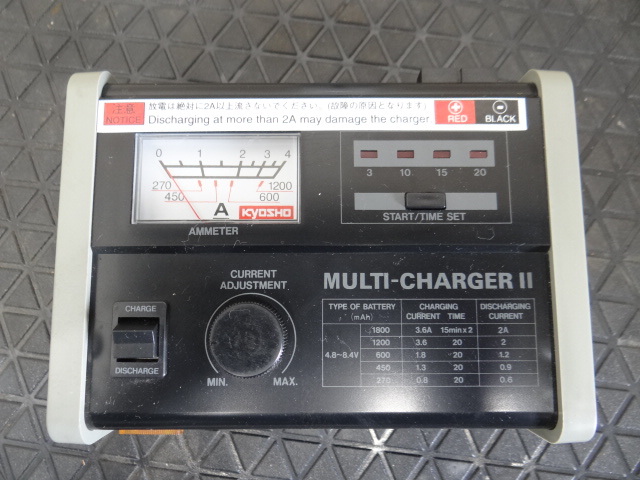 注意
NOTICE
放電は絶対に2A以上流さないでください。(故障の原因となります)
Discharging at more than 2A may damage the charger.
+
RED
-
BLACK
0 1 2 3 4
270 1200
450 600
A
KYOSHO
AMMETER
3 10 15 20
START/TIME SET
CURRENT
ADJUSTMENT
MIN. MAX.
CHARGE
DISCHARGE
MULTI-CHARGER II
TYPE OF BATTERY
(mAh)
CHARGING
CURRENT TIME
DISCHARGING
CURRENT
4.8~8.4V
1800 3.6A 15min x 2 2A
1200 3.6 20 2
600 1.8 20 1.2
450 1.3 20 0.9
270 0.8 20 0.6